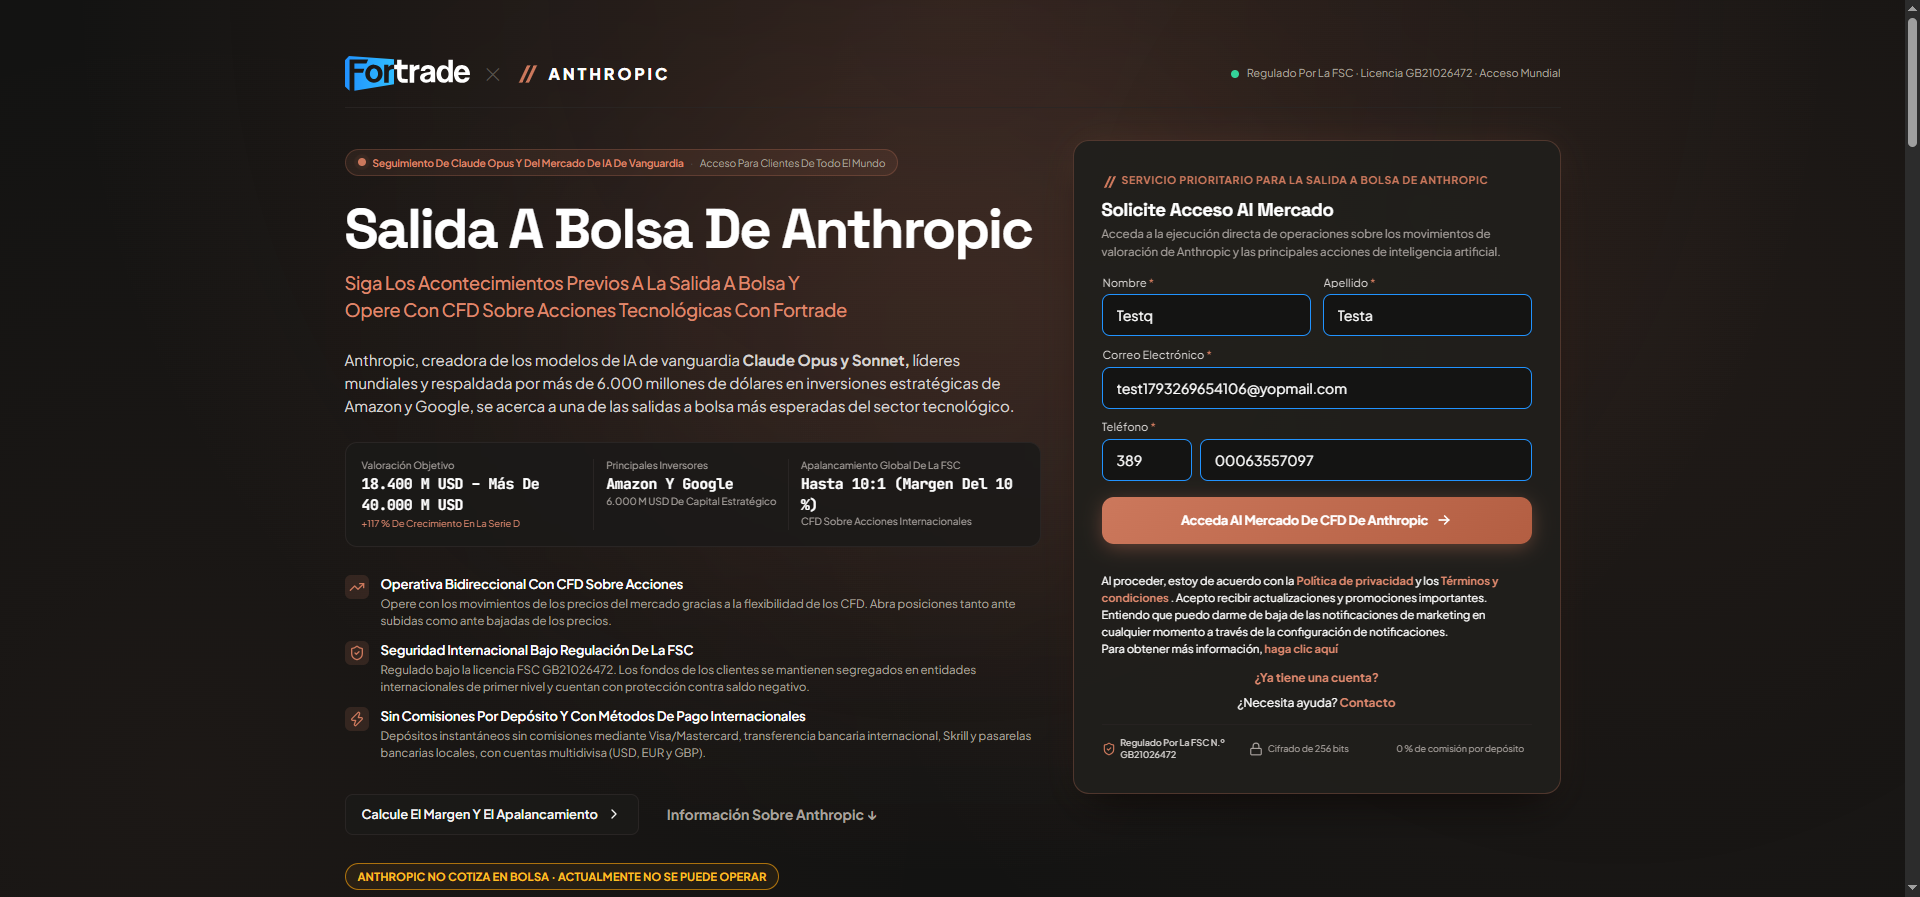 Fortrade × // ANTHROPIC
Regulado Por La FSC · Licencia GB21026472 · Acceso Mundial
Seguimiento De Claude Opus Y Del Mercado De IA De Vanguardia · Acceso Para Clientes De Todo El Mundo
Salida A Bolsa De Anthropic
Siga Los Acontecimientos Previos A La Salida A Bolsa Y
Opere Con CFD Sobre Acciones Tecnológicas Con Fortrade
Anthropic, creadora de los modelos de IA de vanguardia Claude Opus y Sonnet, líderes
mundiales y respaldada por más de 6.000 millones de dólares en inversiones estratégicas de
Amazon y Google, se acerca a una de las salidas a bolsa más esperadas del sector tecnológico.
Valoración Objetivo
18.400 M USD – Más De
40.000 M USD
+117 % De Crecimiento En La Serie D
Principales Inversores
Amazon Y Google
6.000 M USD De Capital Estratégico
Apalancamiento Global De La FSC
Hasta 10:1 (Margen Del 10
%)
CFD Sobre Acciones Internacionales
Operativa Bidireccional Con CFD Sobre Acciones
Opere con los movimientos de los precios del mercado gracias a la flexibilidad de los CFD. Abra posiciones tanto ante
subidas como ante bajadas de los precios.
Seguridad Internacional Bajo Regulación De La FSC
Regulado bajo la licencia FSC GB21026472. Los fondos de los clientes se mantienen segregados en entidades
internacionales de primer nivel y cuentan con protección contra saldo negativo.
Sin Comisiones Por Depósito Y Con Métodos De Pago Internacionales
Depósitos instantáneos sin comisiones mediante Visa/Mastercard, transferencia bancaria internacional, Skrill y pasarelas
bancarias locales, con cuentas multidivisa (USD, EUR y GBP).
Calcule El Margen Y El Apalancamiento
Información Sobre Anthropic ↓
ANTHROPIC NO COTIZA EN BOLSA · ACTUALMENTE NO SE PUEDE OPERAR
// SERVICIO PRIORITARIO PARA LA SALIDA A BOLSA DE ANTHROPIC
Solicite Acceso Al Mercado
Acceda a la ejecución directa de operaciones sobre los movimientos de
valoración de Anthropic y las principales acciones de inteligencia artificial.
Nombre *
Apellido *
Testq
Testa
Correo Electrónico *
test1793269654106@yopmail.com
Teléfono *
389
00063557097
Acceda Al Mercado De CFD De Anthropic →
Al proceder, estoy de acuerdo con la Política de privacidad y los Términos y
condiciones . Acepto recibir actualizaciones y promociones importantes.
Entiendo que puedo darme de baja de las notificaciones de marketing en
cualquier momento a través de la configuración de notificaciones.
Para obtener más información, haga clic aquí
¿Ya tiene una cuenta?
¿Necesita ayuda? Contacto
Regulado Por La FSC N.º
GB21026472
Cifrado de 256 bits
0 % de comisión por depósito